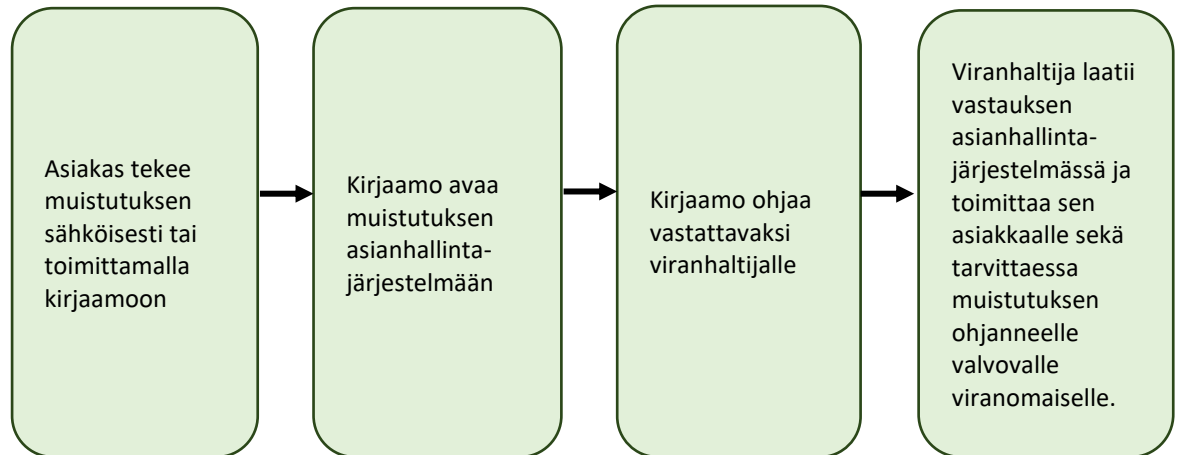 Asiakas tekee
muistutuksen
sähköisesti tai
toimittamalla
kirjaamoon
Kirjaamo avaa
muistutuksen
asianhallinta-
järjestelmään
Kirjaamo ohjaa
vastattavaksi
viranhaltijalle
Viranhaltija laatii
vastauksen
asianhallinta-
järjestelmässä ja
toimittaa sen
asiakkaalle sekä
tarvittaessa
muistutuksen
ohjanneelle
valvovalle
viranomaiselle.